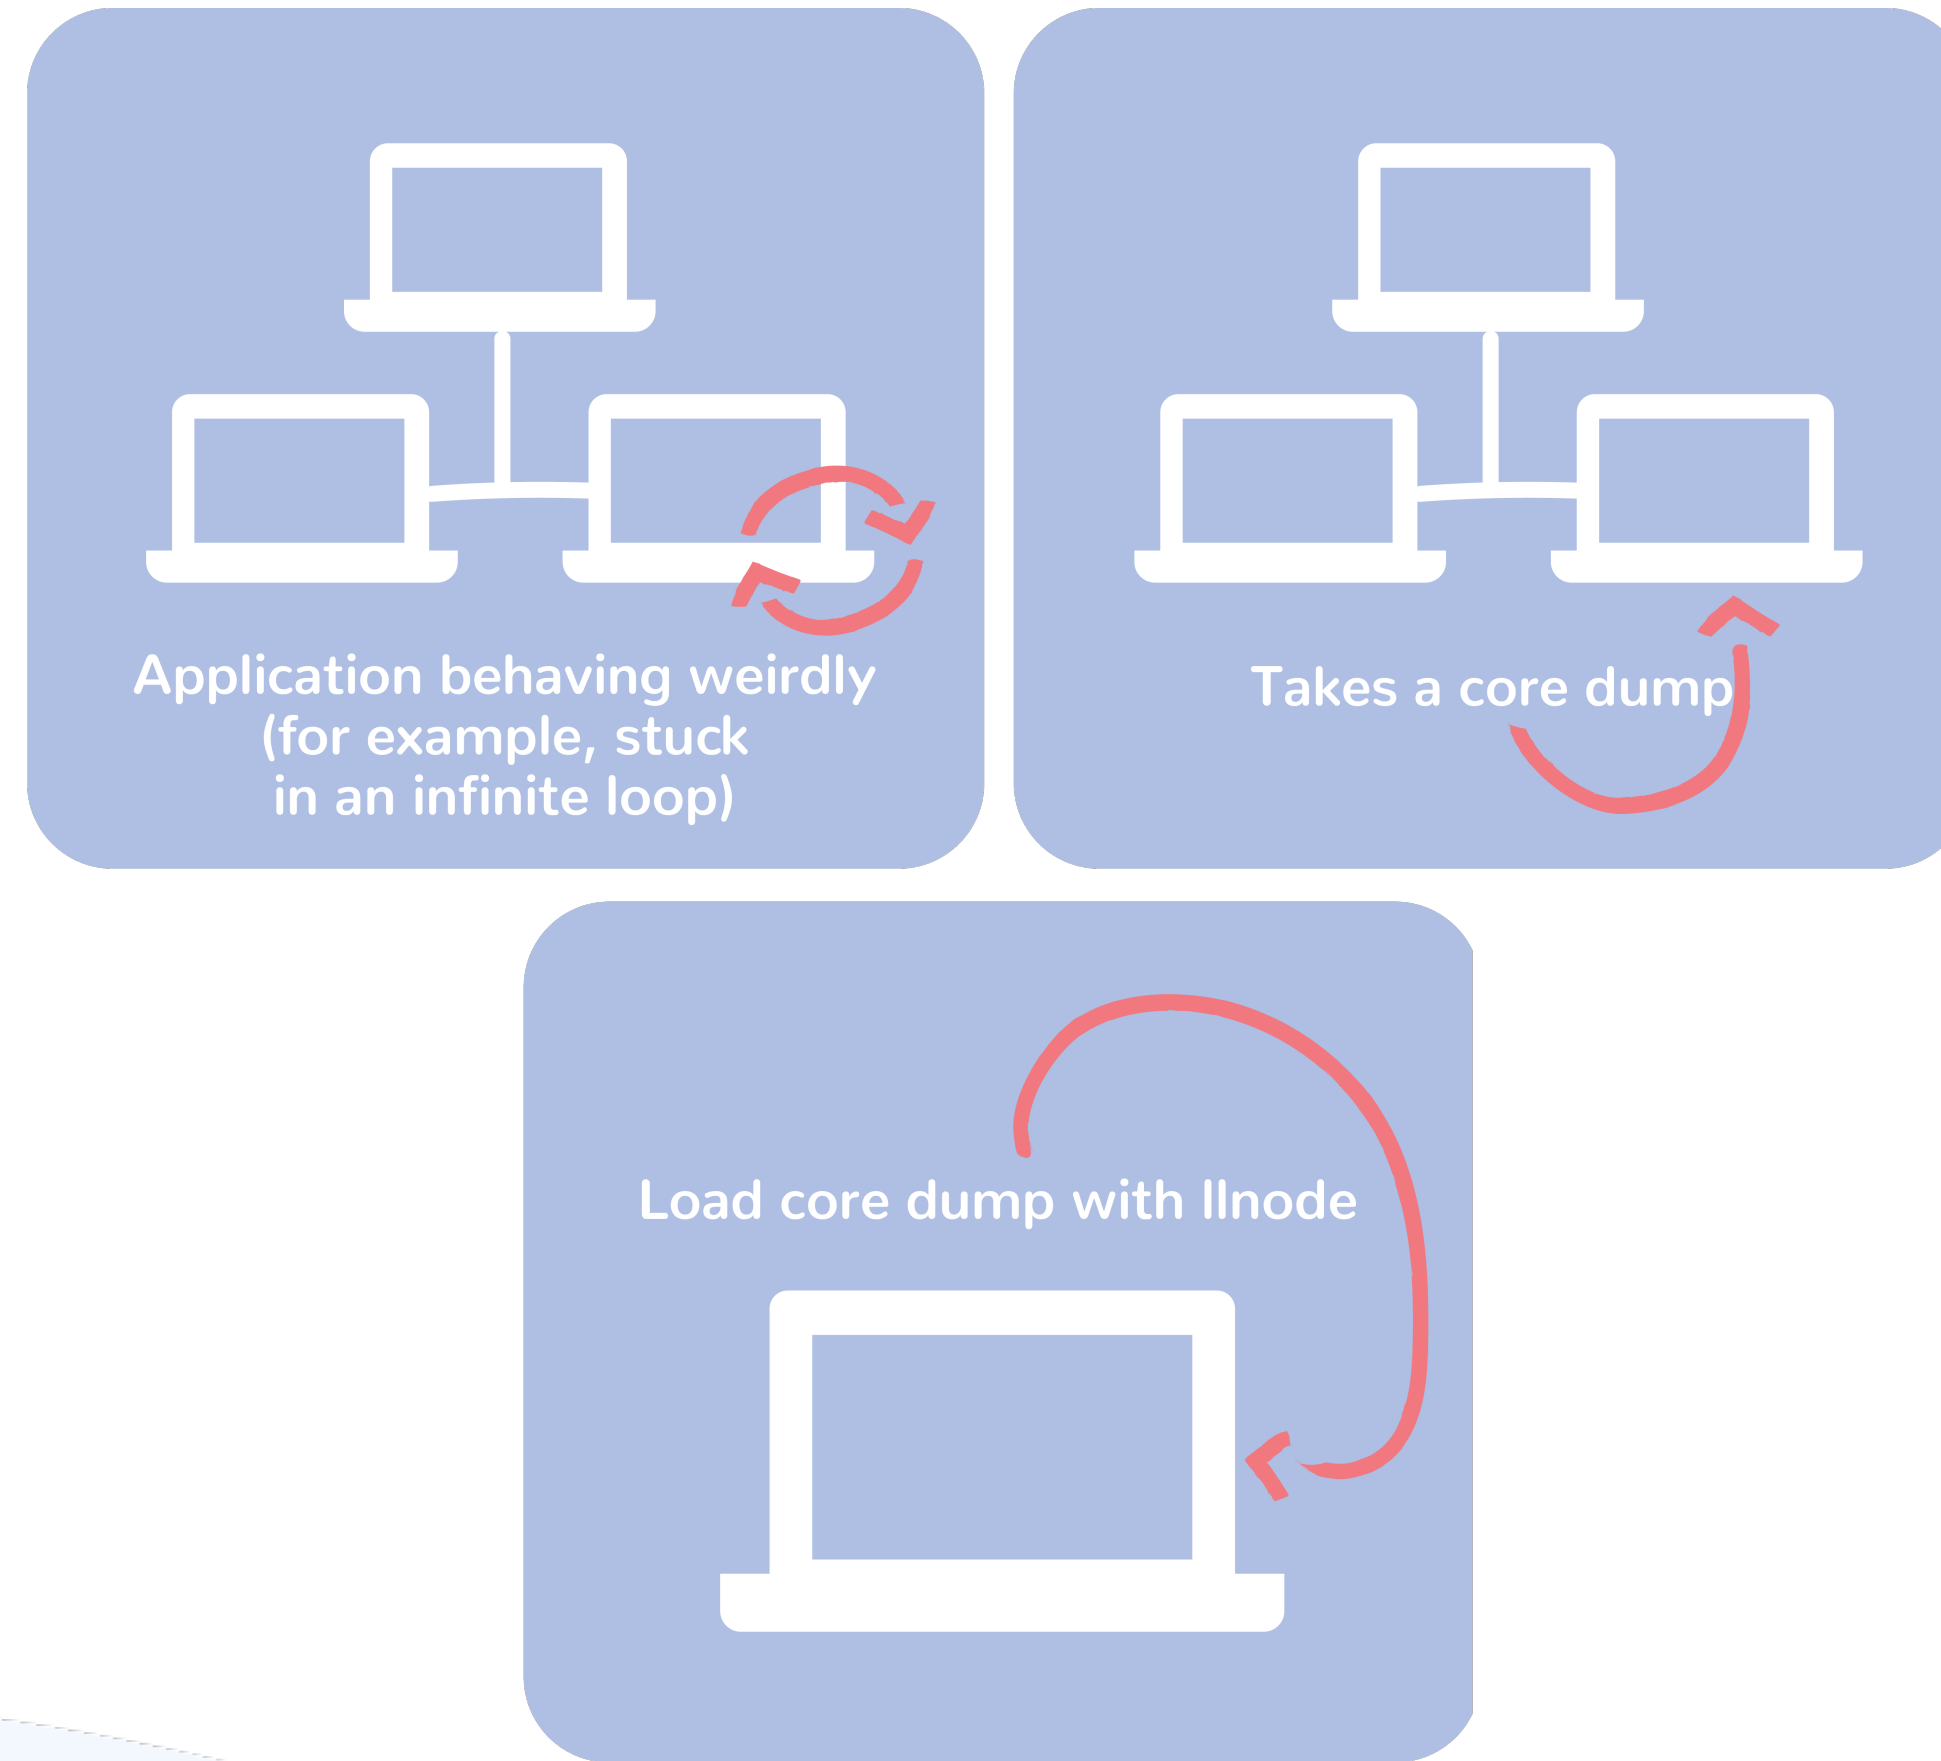 Application behaving weirdly
(for example, stuck
in an infinite loop)
Takes a core dump
Load core dump with llnode